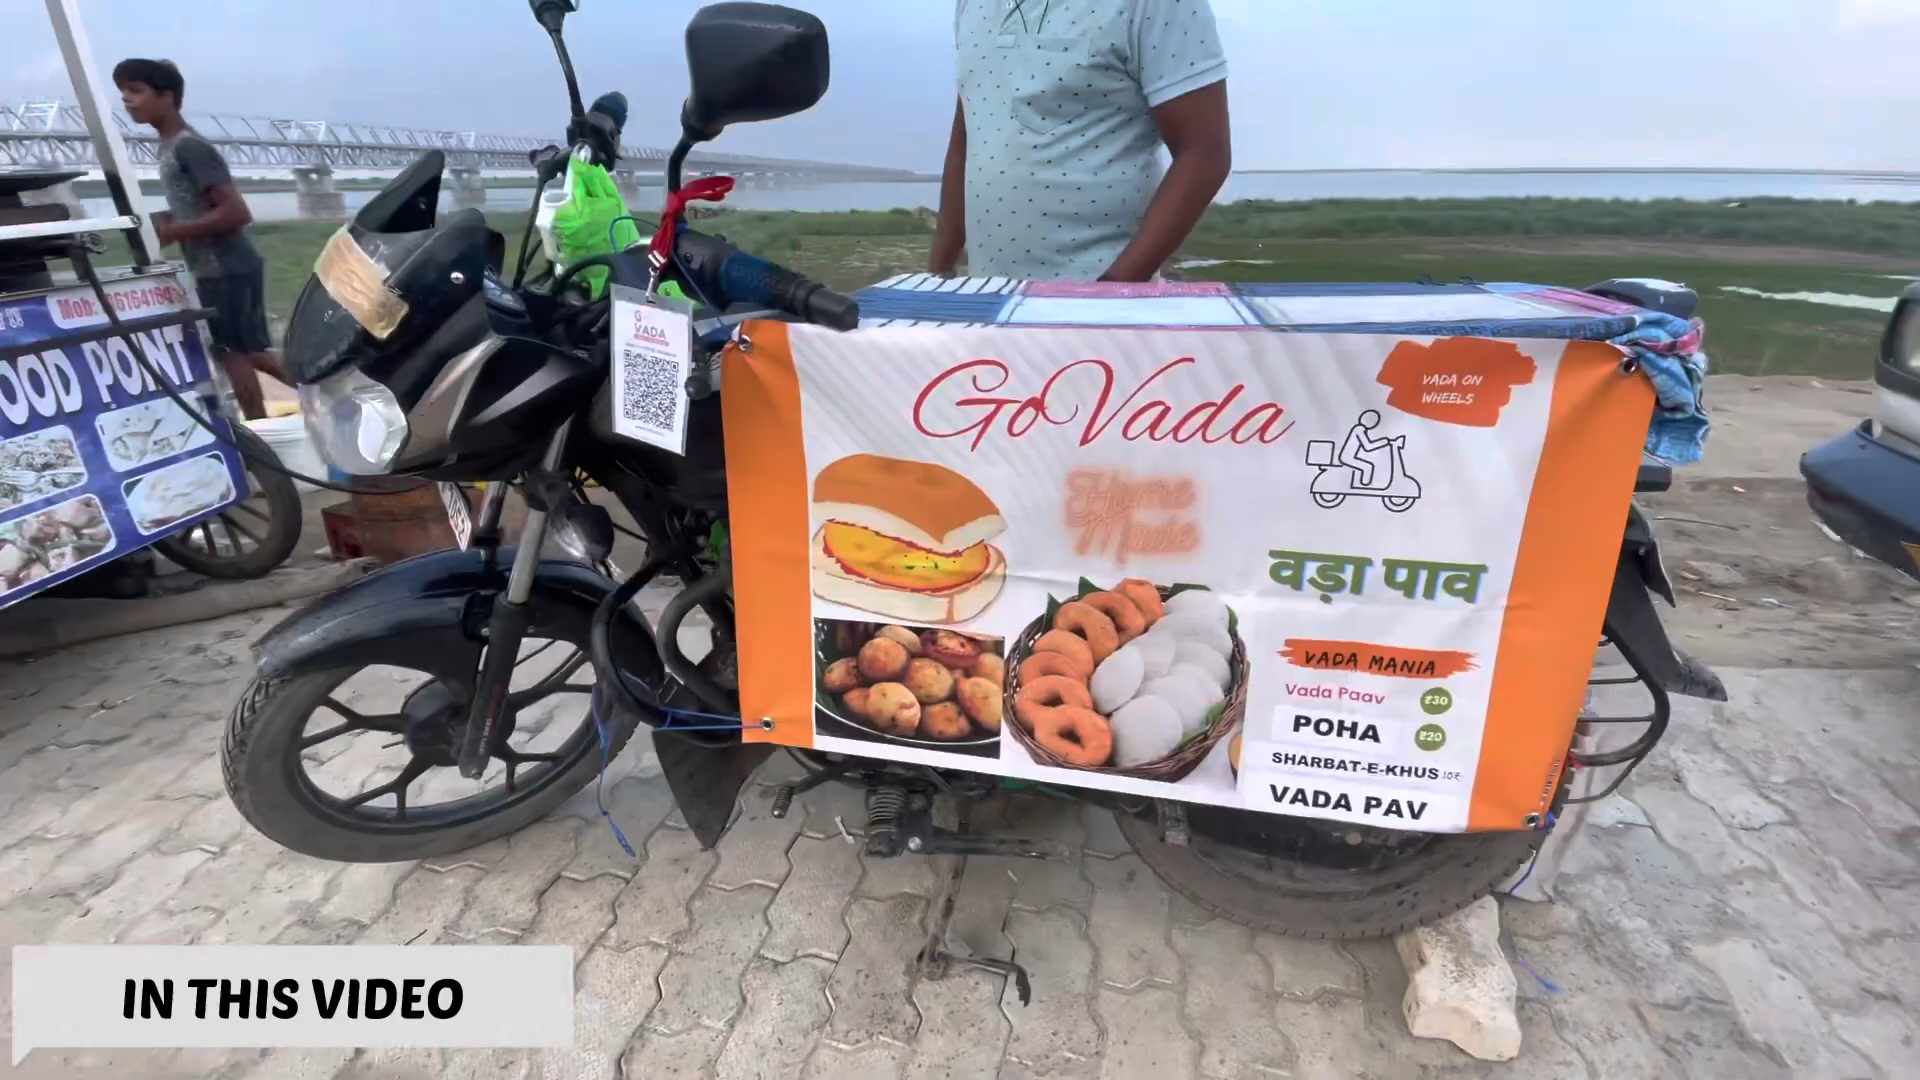 Mob:
OOD POINT
G
VADA
GoVada
VADA ON
WHEELS
Home
Made
वड़ा पाव
VADA MANIA
Vada Paav ₹30
POHA ₹20
SHARBAT-E-KHUS 10₹
VADA PAV
IN THIS VIDEO